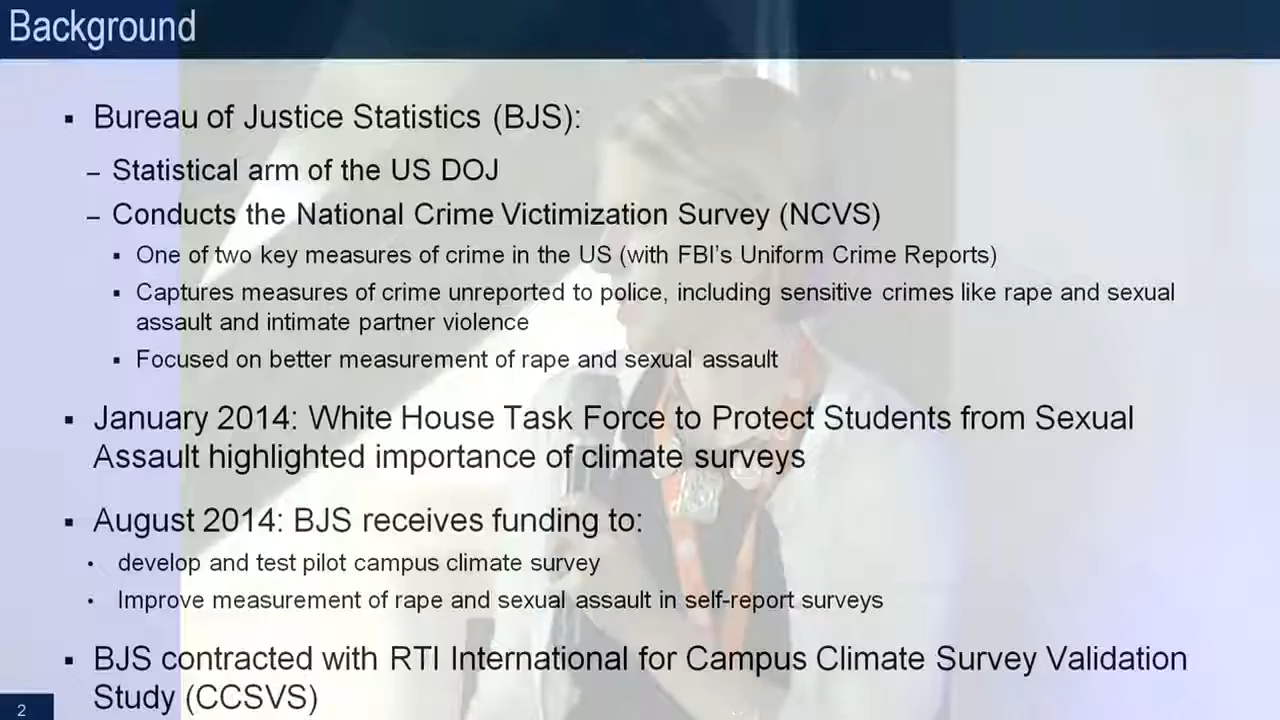 Background
▪ Bureau of Justice Statistics (BJS):
– Statistical arm of the US DOJ
– Conducts the National Crime Victimization Survey (NCVS)
▪ One of two key measures of crime in the US (with FBI’s Uniform Crime Reports)
▪ Captures measures of crime unreported to police, including sensitive crimes like rape and sexual
assault and intimate partner violence
▪ Focused on better measurement of rape and sexual assault
▪ January 2014: White House Task Force to Protect Students from Sexual
Assault highlighted importance of climate surveys
▪ August 2014: BJS receives funding to:
• develop and test pilot campus climate survey
• Improve measurement of rape and sexual assault in self-report surveys
▪ BJS contracted with RTI International for Campus Climate Survey Validation
Study (CCSVS)
2